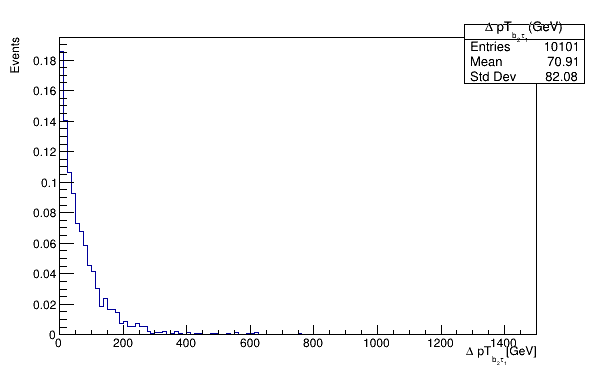 Δ pT b₂τ₁ (GeV)
Entries 10101
Mean 70.91
Std Dev 82.08
Events
0.18
0.16
0.14
0.12
0.1
0.08
0.06
0.04
0.02
0
0 200 400 600 800 1000 1200 1400
Δ pT b₂τ₁ [GeV]